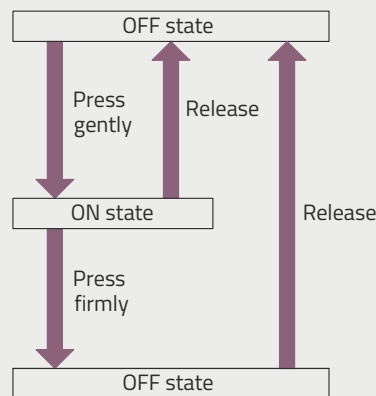 OFF state
Press
gently
Release
ON state
Release
Press
firmly
OFF state